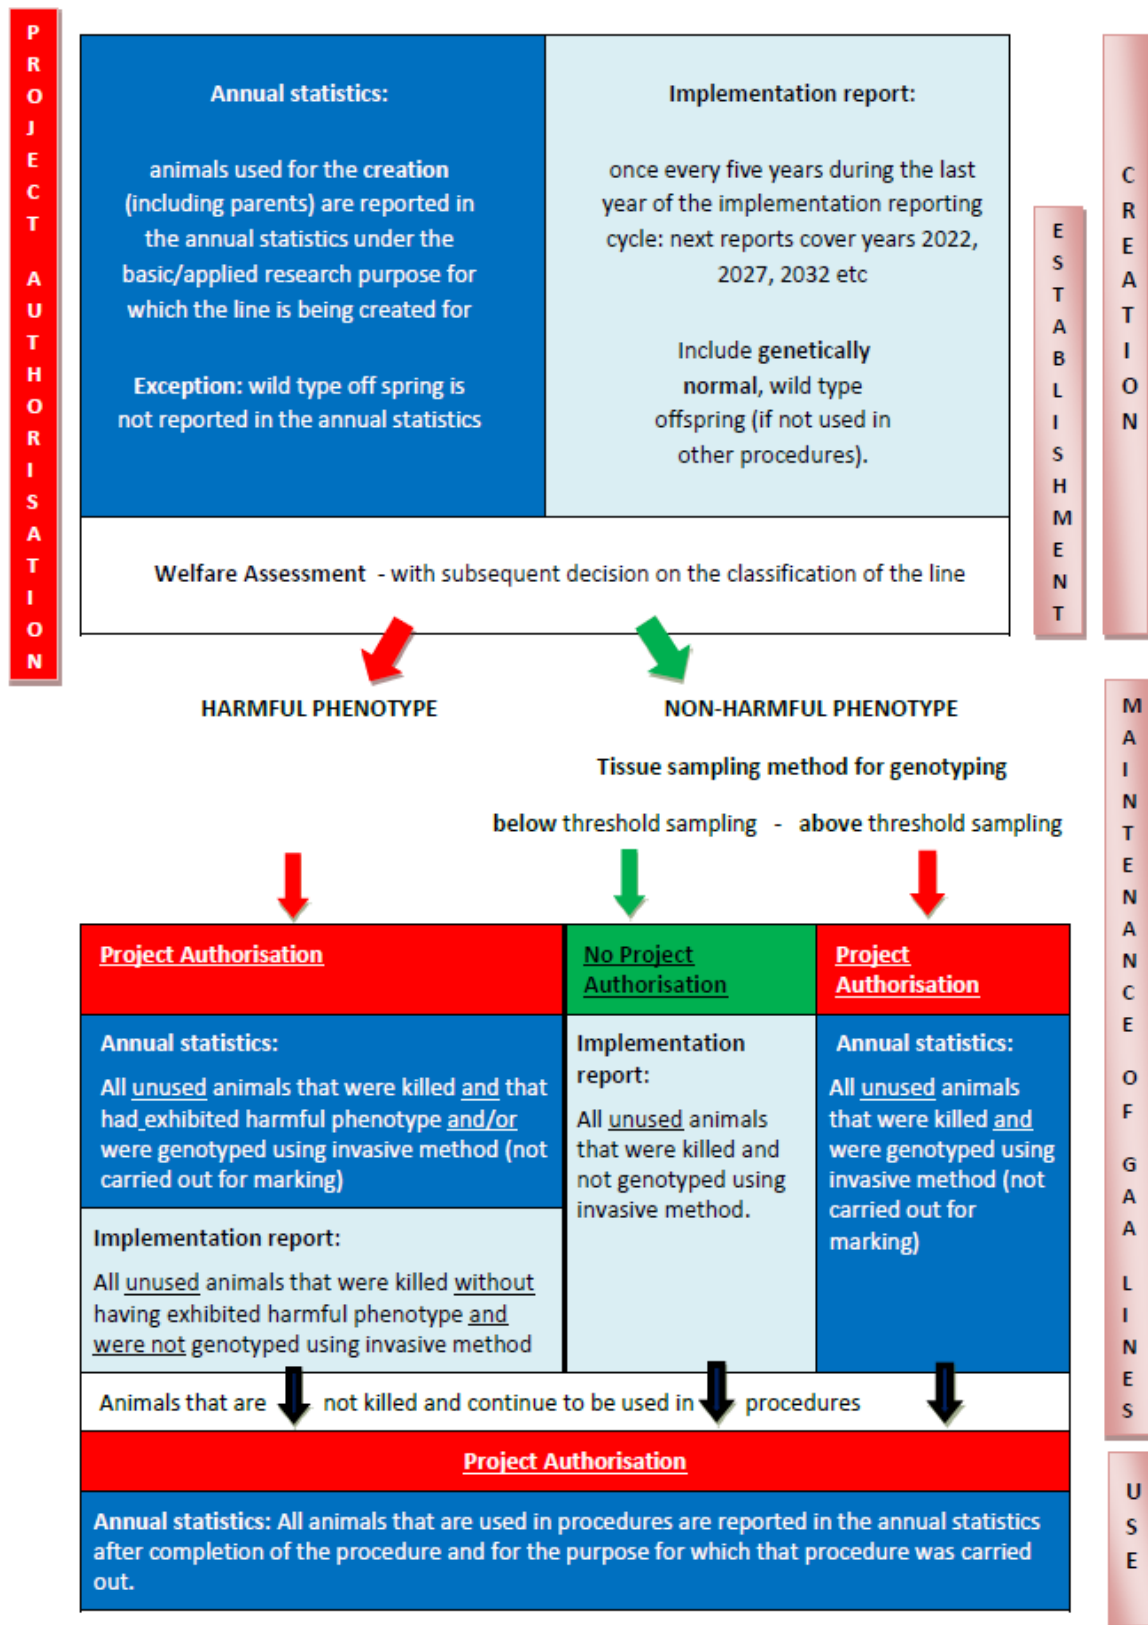 PROJECT AUTHORISATION
Annual statistics:
animals used for the creation
(including parents) are reported in
the annual statistics under the
basic/applied research purpose for
which the line is being created for
Exception: wild type off spring is
not reported in the annual statistics
Implementation report:
once every five years during the last
year of the implementation reporting
cycle: next reports cover years 2022,
2027, 2032 etc
Include genetically
normal, wild type
offspring (if not used in
other procedures).
ESTABLISHMENT
CREATION
Welfare Assessment - with subsequent decision on the classification of the line
HARMFUL PHENOTYPE
NON-HARMFUL PHENOTYPE
Tissue sampling method for genotyping
below threshold sampling - above threshold sampling
MAINTENANCE OF GAA LINES
Project Authorisation
Annual statistics:
All unused animals that were killed and that
had exhibited harmful phenotype and/or
were genotyped using invasive method (not
carried out for marking)
Implementation report:
All unused animals that were killed without
having exhibited harmful phenotype and
were not genotyped using invasive method
No Project
Authorisation
Implementation
report:
All unused animals
that were killed and
not genotyped using
invasive method.
Project
Authorisation
Annual statistics:
All unused animals
that were killed and
were genotyped using
invasive method (not
carried out for
marking)
Animals that are not killed and continue to be used in procedures
Project Authorisation
Annual statistics: All animals that are used in procedures are reported in the annual statistics
after completion of the procedure and for the purpose for which that procedure was carried
out.
USE